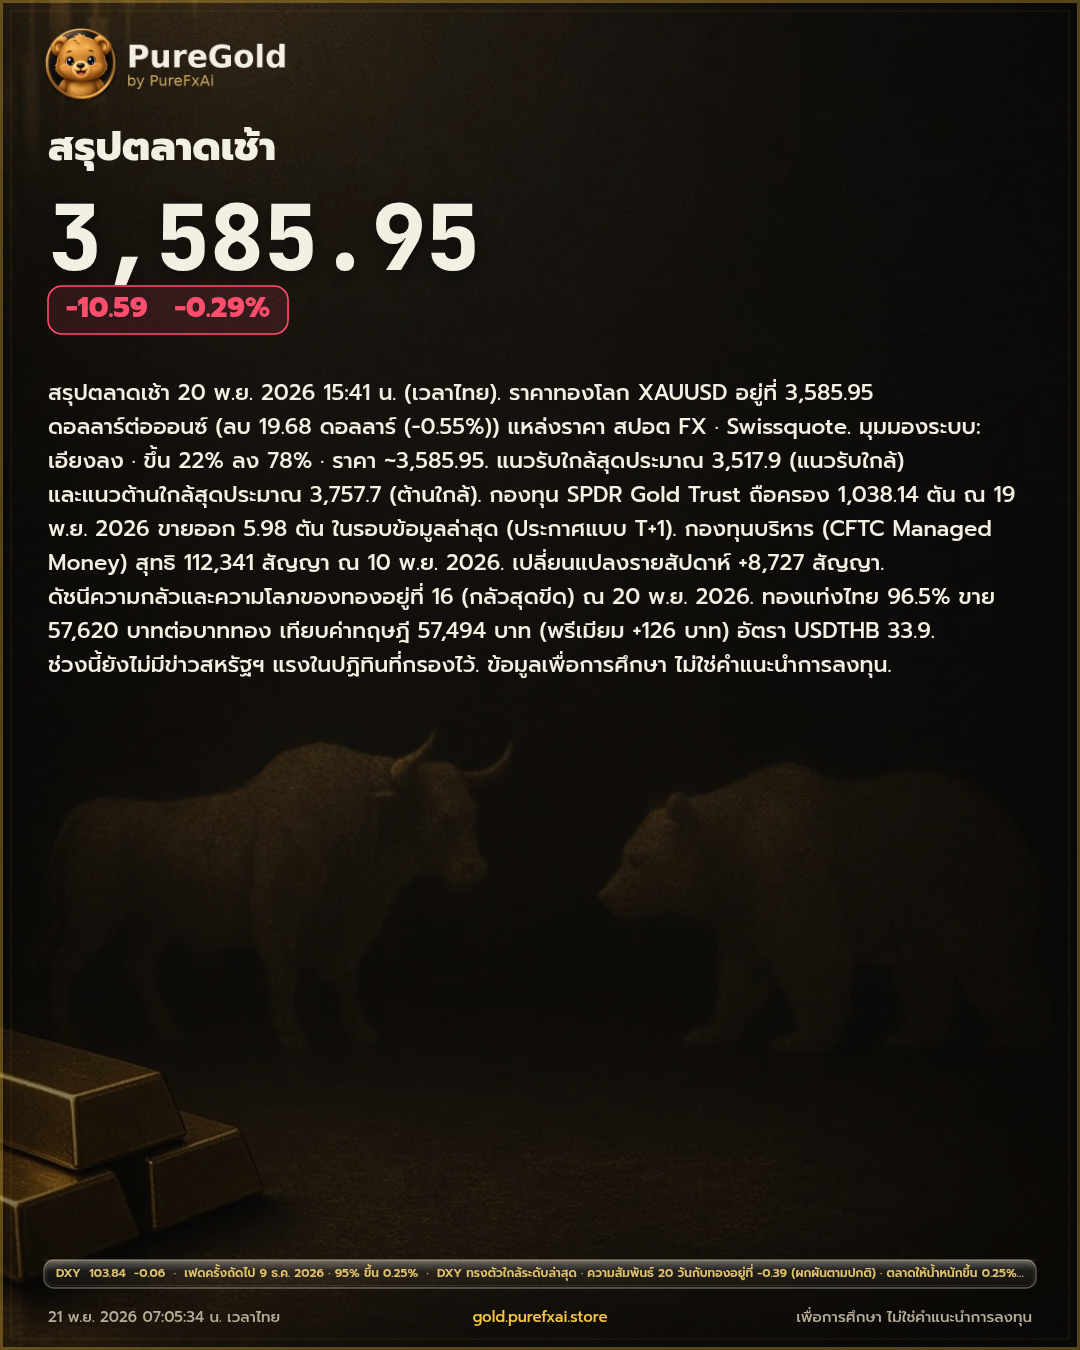 PureGold
by PureFxAi
สรุปตลาดเช้า
3,585.95
-10.59 -0.29%
สรุปตลาดเช้า 20 พ.ย. 2026 15:41 น. (เวลาไทย). ราคาทองโลก XAUUSD อยู่ที่ 3,585.95
ดอลลาร์ต่อออนซ์ (ลบ 19.68 ดอลลาร์ (-0.55%)) แหล่งราคา สปอต FX · Swissquote. มุมมองระบบ:
เอียงลง · ขึ้น 22% ลง 78% · ราคา ~3,585.95. แนวรับใกล้สุดประมาณ 3,517.9 (แนวรับใกล้)
และแนวต้านใกล้สุดประมาณ 3,757.7 (ต้านใกล้). กองทุน SPDR Gold Trust ถือครอง 1,038.14 ตัน ณ 19
พ.ย. 2026 ขายออก 5.98 ตัน ในรอบข้อมูลล่าสุด (ประกาศแบบ T+1). กองทุนบริหาร (CFTC Managed
Money) สุทธิ 112,341 สัญญา ณ 10 พ.ย. 2026. เปลี่ยนแปลงรายสัปดาห์ +8,727 สัญญา.
ดัชนีความกลัวและความโลภของทองอยู่ที่ 16 (กลัวสุดขีด) ณ 20 พ.ย. 2026. ทองแท่งไทย 96.5% ขาย
57,620 บาทต่อบาททอง เทียบค่าทฤษฎี 57,494 บาท (พรีเมียม +126 บาท) อัตรา USDTHB 33.9.
ช่วงนี้ยังไม่มีข่าวสหรัฐฯ แรงในปฏิทินที่กรองไว้. ข้อมูลเพื่อการศึกษา ไม่ใช่คำแนะนำการลงทุน.
DXY 103.84 -0.06 · เฟดครั้งถัดไป 9 ธ.ค. 2026 · 95% ขึ้น 0.25% · DXY ทรงตัวใกล้ระดับล่าสุด · ความสัมพันธ์ 20 วันกับทองอยู่ที่ -0.39 (ผกผันตามปกติ) · ตลาดให้น้ำหนักขึ้น 0.25%...
21 พ.ย. 2026 07:05:34 น. เวลาไทย gold.purefxai.store เพื่อการศึกษา ไม่ใช่คำแนะนำการลงทุน